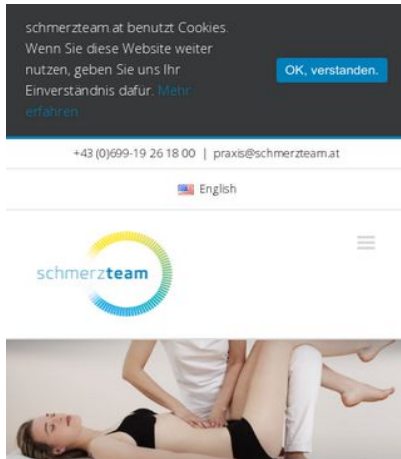 schmerzteam.at benutzt Cookies.
Wenn Sie diese Website weiter
nutzen, geben Sie uns Ihr
Einverständnis dafür. Mehr
erfahren
OK, verstanden.
+43 (0)699-19 26 18 00 | praxis@schmerzteam.at
English
schmerzteam